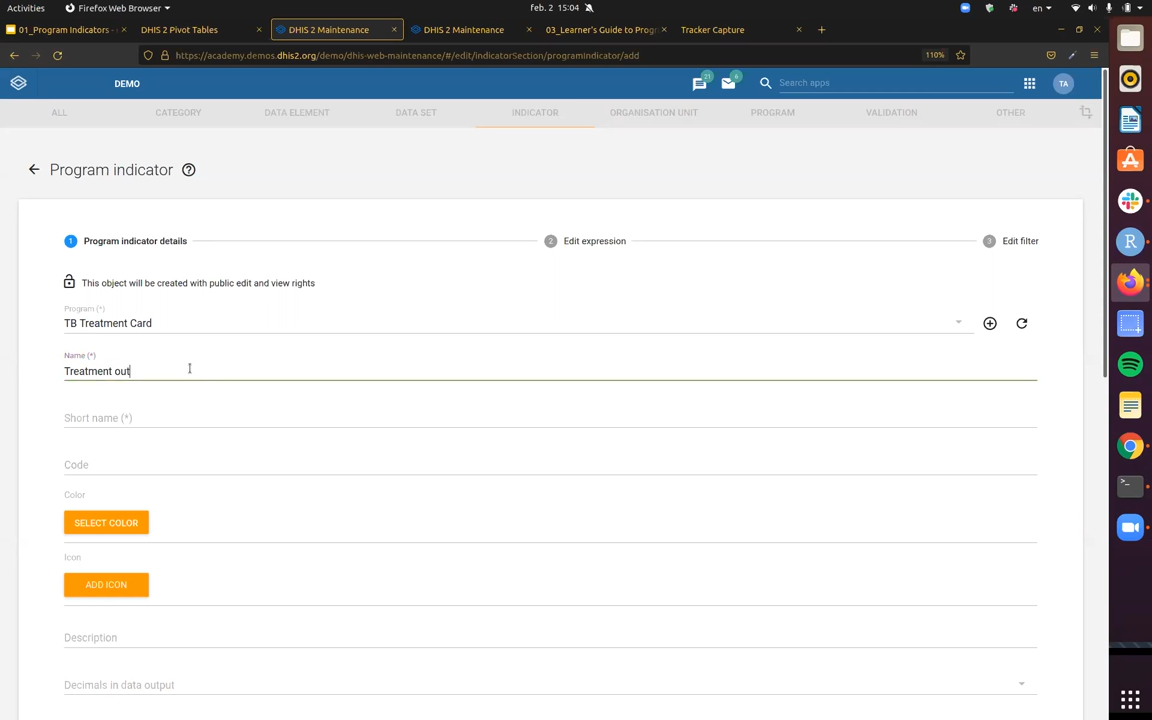 Activities Firefox Web Browser feb. 2 15:04 en
01_Program Indicators - DHIS 2 Pivot Tables DHIS 2 Maintenance DHIS 2 Maintenance 03_Learner's Guide to Progr Tracker Capture
https://academy.demos.dhis2.org/demo/dhis-web-maintenance/#/edit/indicatorSection/programIndicator/add 110%
DEMO 21 6 Search apps TA
ALL CATEGORY DATA ELEMENT DATA SET INDICATOR ORGANISATION UNIT PROGRAM VALIDATION OTHER
Program indicator
1 Program indicator details 2 Edit expression 3 Edit filter
This object will be created with public edit and view rights
Program (*)
TB Treatment Card
Name (*)
Treatment out
Short name (*)
Code
Color
SELECT COLOR
Icon
ADD ICON
Description
Decimals in data output